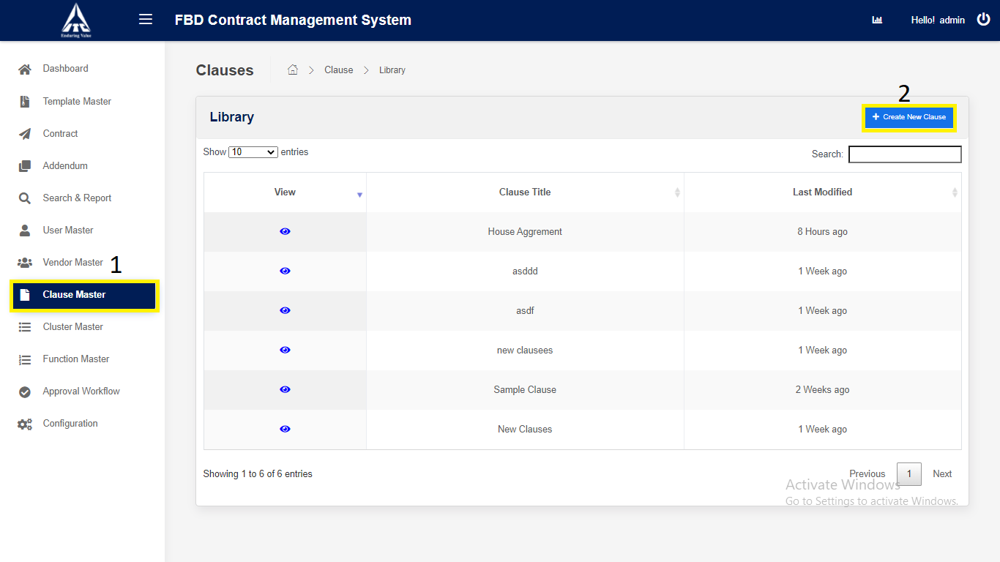 Enduring Value
FBD Contract Management System
Hello! admin
Dashboard
Template Master
Contract
Addendum
Search & Report
User Master
Vendor Master
1
Clause Master
Cluster Master
Function Master
Approval Workflow
Configuration
Clauses
Clause
Library
2
Library
+ Create New Clause
Show 10 entries
Search:
View Clause Title Last Modified
House Aggrement 8 Hours ago
asddd 1 Week ago
asdf 1 Week ago
new clausees 1 Week ago
Sample Clause 2 Weeks ago
New Clauses 1 Week ago
Showing 1 to 6 of 6 entries
Previous 1 Next
Activate Windows
Go to Settings to activate Windows.